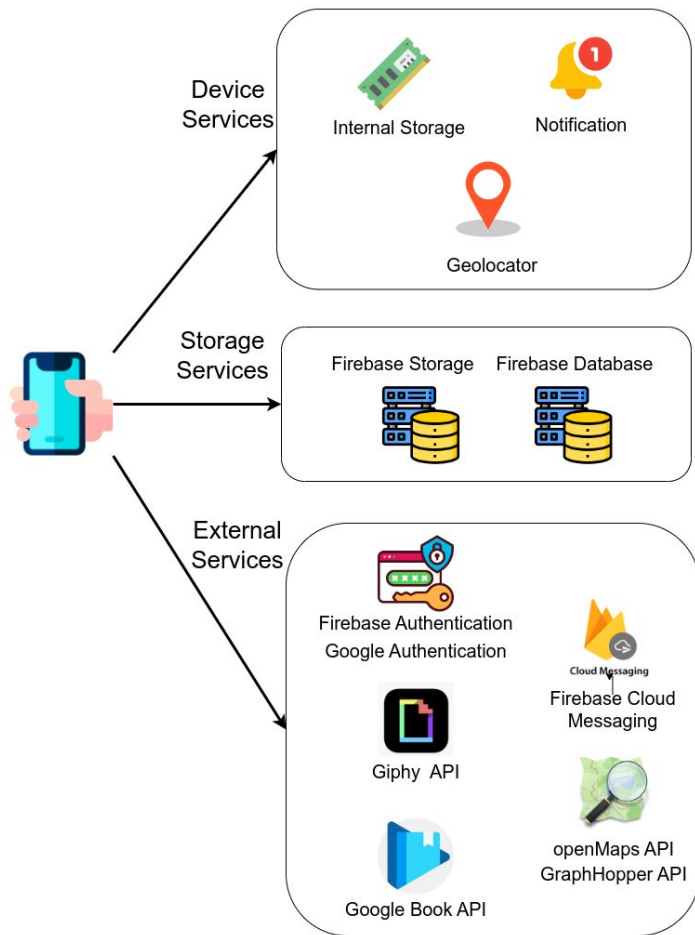 Device
Services
1
Internal Storage
Notification
Geolocator
Storage
Services
Firebase Storage
Firebase Database
External
Services
Firebase Authentication
Google Authentication
Cloud Messaging
Firebase Cloud
Messaging
Giphy API
openMaps API
GraphHopper API
Google Book API